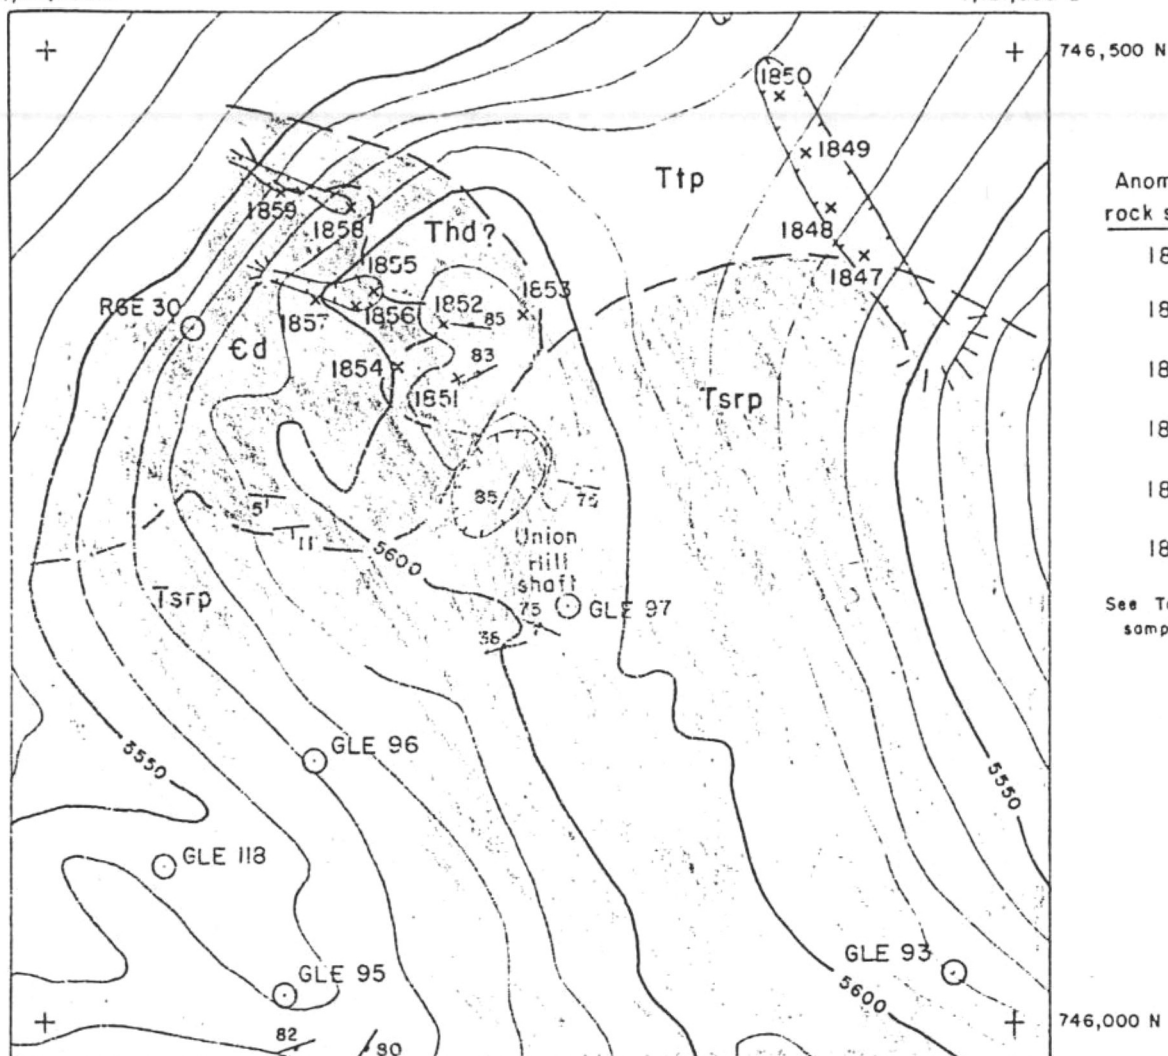 746,500 N
1850
1849
Ttp
Anom
rock s
1859
1858
Thd?
1848
1847
18
1855
1853
RGE 30
1852
85
1857
1856
18
Єd
1854
83
18
1851
Tsrp
18
85
75
18
5
11
5600
Union
Hill
shaft
18
Tsrp
75
GLE 97
See T
samp
36
5550
GLE 96
5550
GLE 118
GLE 93
GLE 95
5600
82
80
746,000 N